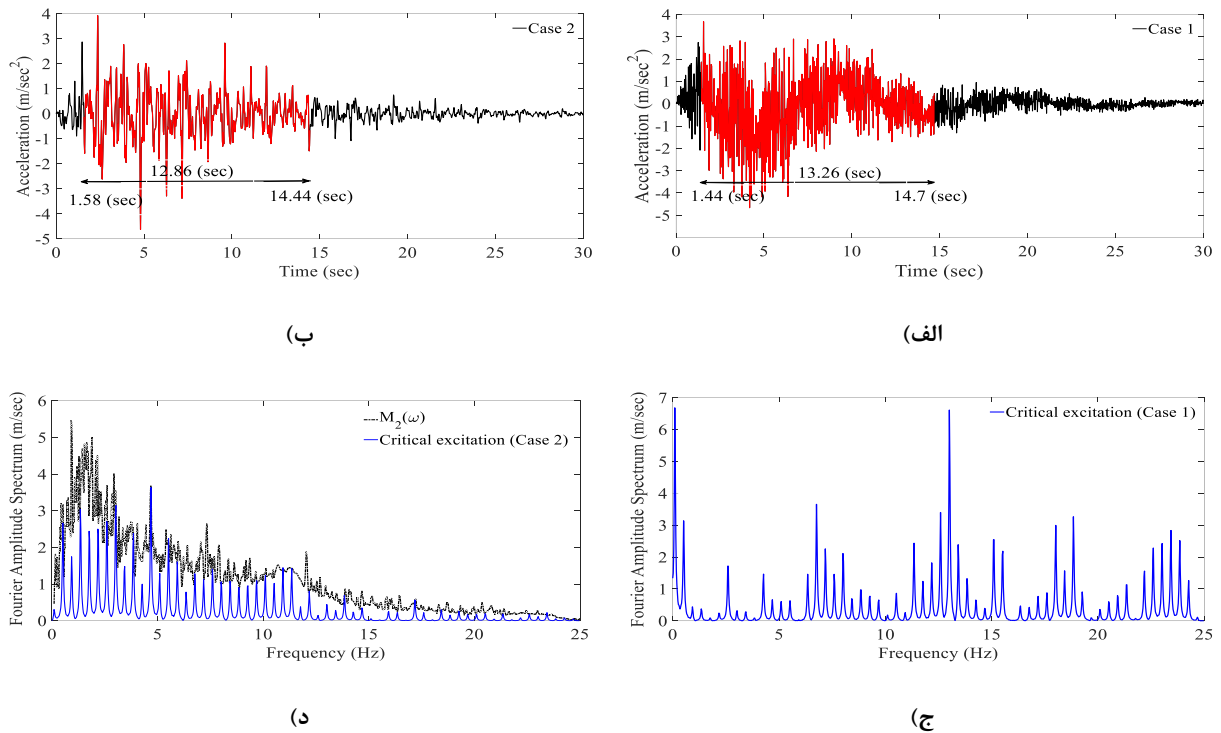 Case 2
Acceleration (m/sec²)
4
3
2
1
0
-1
-2
-3
-4
-5
12.86 (sec)
1.58 (sec)
14.44 (sec)
0
5
10
15
20
25
30
Time (sec)
ب)
Case 1
Acceleration (m/sec²)
4
3
2
1
0
-1
-2
-3
-4
-5
13.26 (sec)
1.44 (sec)
14.7 (sec)
0
5
10
15
20
25
30
Time (sec)
الف)
M₂(ω)
Critical excitation (Case 2)
Fourier Amplitude Spectrum (m/sec)
6
5
4
3
2
1
0
0
5
10
15
20
25
Frequency (Hz)
د)
Critical excitation (Case 1)
Fourier Amplitude Spectrum (m/sec)
7
6
5
4
3
2
1
0
0
5
10
15
20
25
Frequency (Hz)
ج)